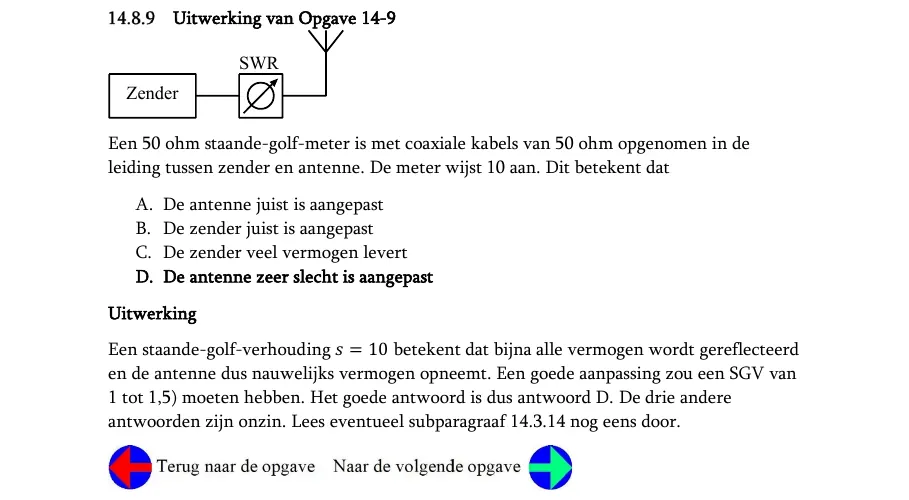 14.8.9 Uitwerking van Opgave 14-9
SWR
Zender
Een 50 ohm staande-golf-meter is met coaxiale kabels van 50 ohm opgenomen in de
leiding tussen zender en antenne. De meter wijst 10 aan. Dit betekent dat
A. De antenne juist is aangepast
B. De zender juist is aangepast
C. De zender veel vermogen levert
D. De antenne zeer slecht is aangepast
Uitwerking
Een staande-golf-verhouding s = 10 betekent dat bijna alle vermogen wordt gereflecteerd
en de antenne dus nauwelijks vermogen opneemt. Een goede aanpassing zou een SGV van
1 tot 1,5) moeten hebben. Het goede antwoord is dus antwoord D. De drie andere
antwoorden zijn onzin. Lees eventueel subparagraaf 14.3.14 nog eens door.
Terug naar de opgave Naar de volgende opgave